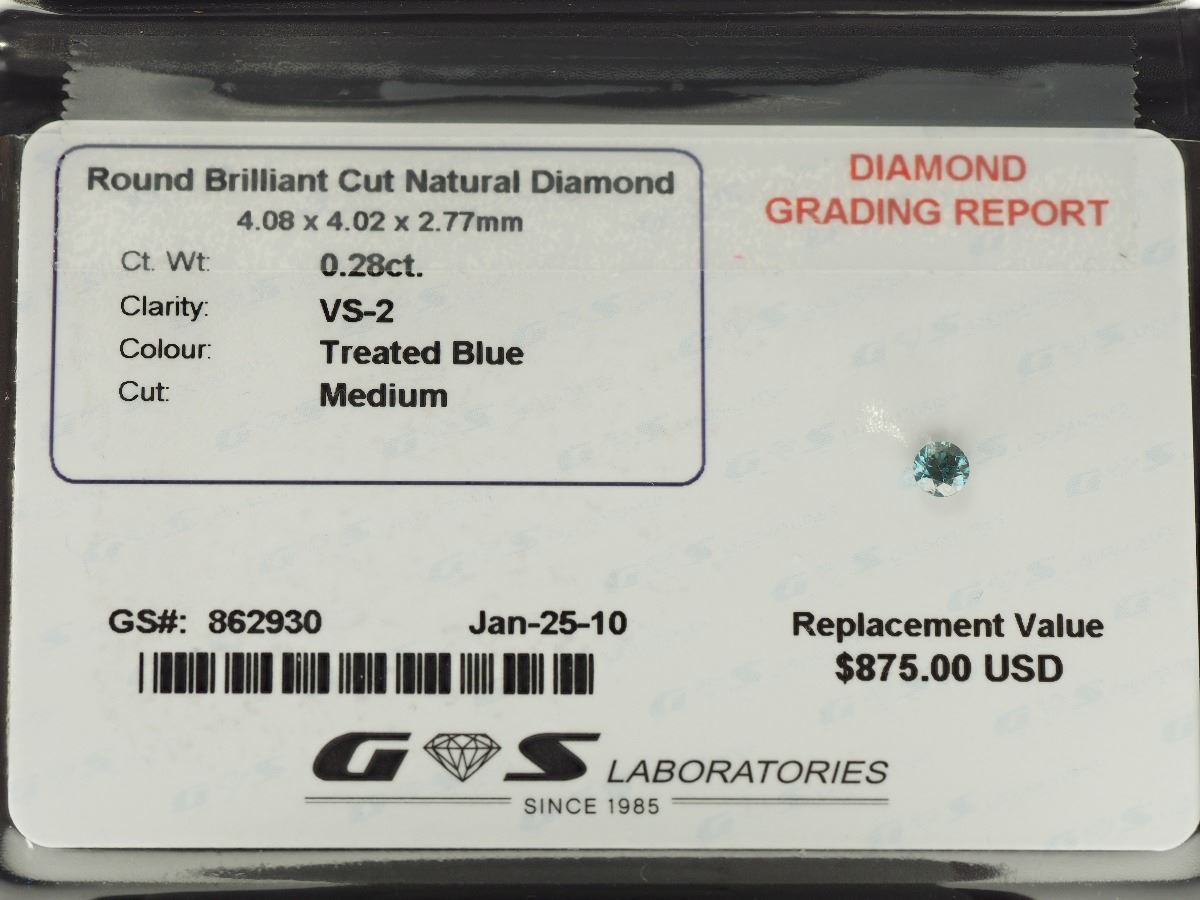 Round Brilliant Cut Natural Diamond
4.08 x 4.02 x 2.77mm
Ct. Wt: 0.28ct.
Clarity: VS-2
Colour: Treated Blue
Cut: Medium
DIAMOND
GRADING REPORT
GS#: 862930 Jan-25-10
Replacement Value
$875.00 USD
G S LABORATORIES
SINCE 1985